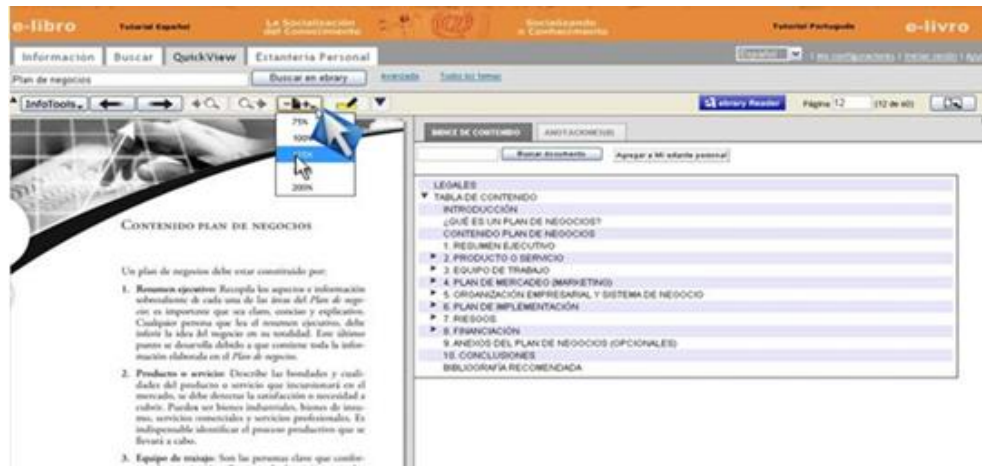 e-libro Tutorial Español La Socialización del Conocimiento Socializando o Conhecimento Tutorial Português e-livro
Información Buscar QuickView Estantería Personal Español
Plan de negocios Buscar en ebrary Avanzada Todos los temas
InfoTools ebrary Reader Página 12 (12 de 60)
75%
100%
200%
ÍNDICE DE CONTENIDO ANOTACIONES(0)
Buscar documento Agregar a Mi estante personal
LEGALES
TABLA DE CONTENIDO
INTRODUCCIÓN
¿QUÉ ES UN PLAN DE NEGOCIOS?
CONTENIDO PLAN DE NEGOCIOS
1. RESUMEN EJECUTIVO
2. PRODUCTO O SERVICIO
3. EQUIPO DE TRABAJO
4. PLAN DE MERCADEO (MARKETING)
5. ORGANIZACIÓN EMPRESARIAL Y SISTEMA DE NEGOCIO
6. PLAN DE IMPLEMENTACIÓN
7. RIESGOS
8. FINANCIACIÓN
9. ANEXOS DEL PLAN DE NEGOCIOS (OPCIONALES)
10. CONCLUSIONES
BIBLIOGRAFÍA RECOMENDADA
CONTENIDO PLAN DE NEGOCIOS
Un plan de negocios debe estar constituido por:
1. Resumen ejecutivo: Recopila los aspectos e información
sobresaliente de cada una de las áreas del Plan de nego-
cios es importante que sea claro, conciso y explicativo.
Cualquier persona que lea el resumen ejecutivo, debe
inferir la idea del negocio en su totalidad. Este último
punto se desarrolla debido a que contiene toda la infor-
mación elaborada en el Plan de negocio.
2. Producto o servicio: Describe las bondades y cuali-
dades del producto o servicio que incursionará en el
mercado, se debe detectar la satisfacción o necesidad a
cubrir. Pueden ser bienes industriales, bienes de insu-
mo, servicios comerciales y servicios profesionales. Es
indispensable identificar el proceso productivo que se
llevará a cabo.
3. Equipo de trabajo: Son las personas clave que confor-